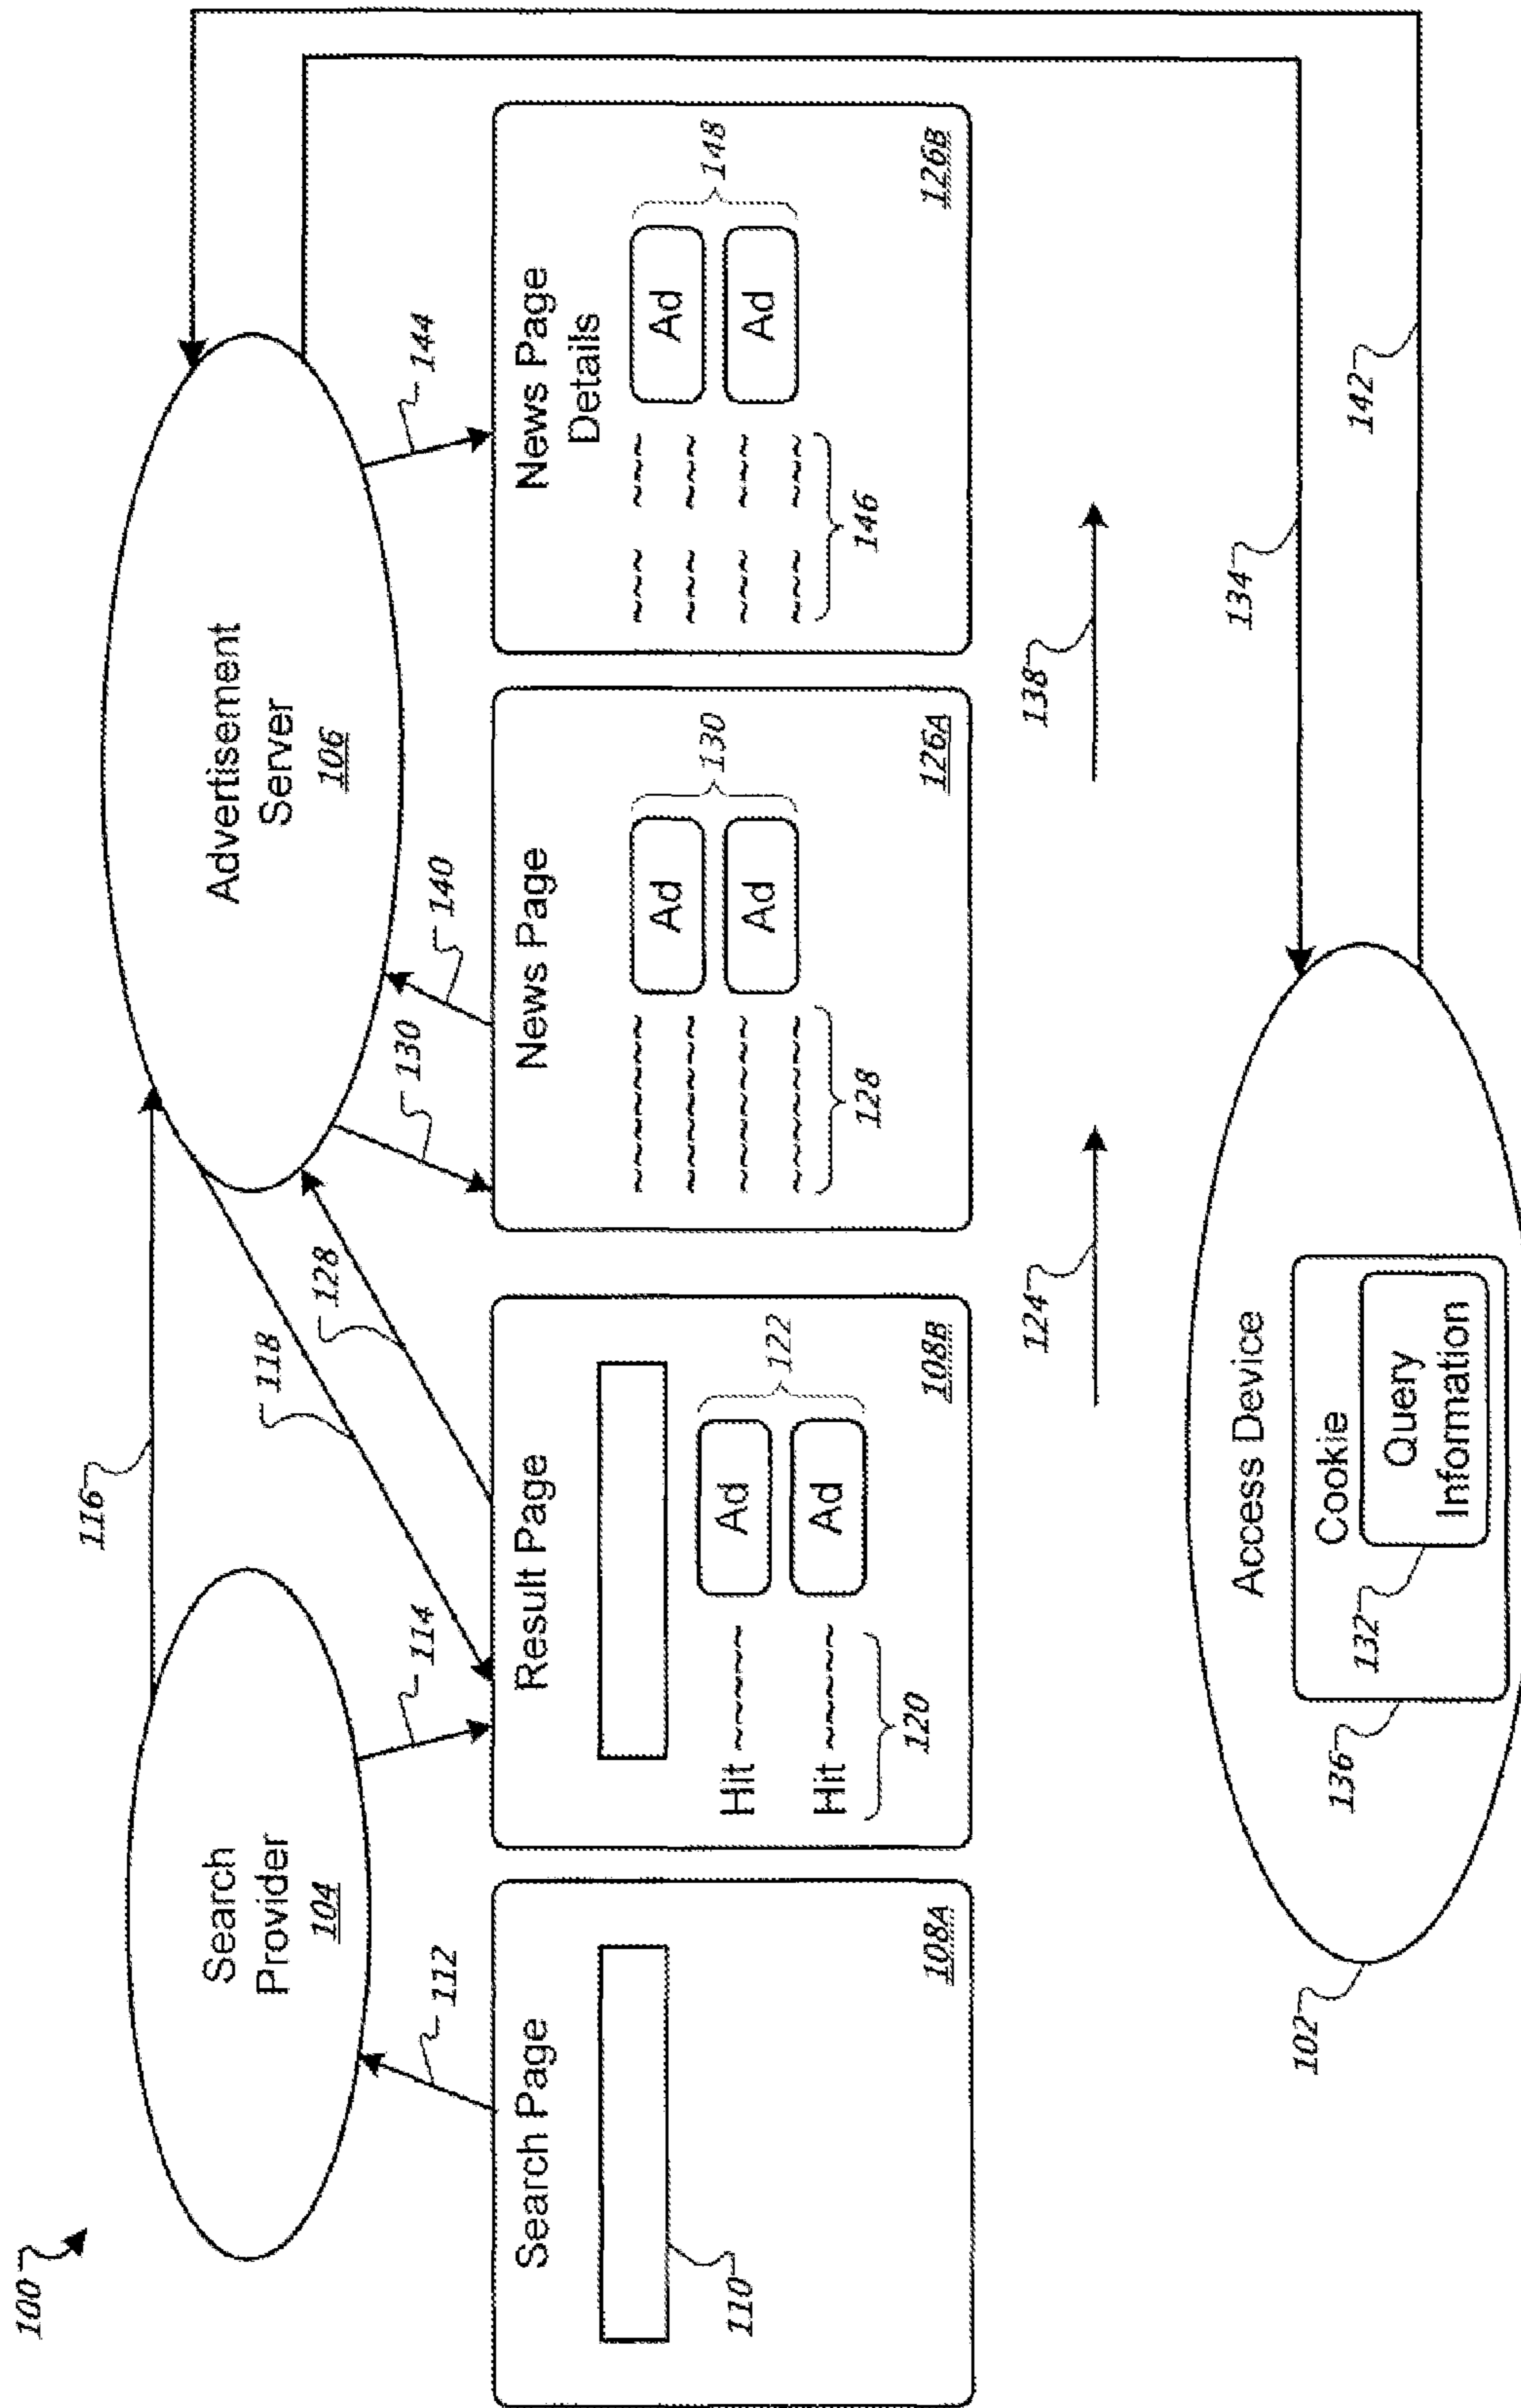 100
116
Search
Provider
104
Advertisement
Server
106
112
114
118
128
130
140
144
Search Page
110
108A
Result Page
Hit ~~~~~
Hit ~~~~~
120
Ad
Ad
122
108B
News Page
128
Ad
Ad
130
126A
News Page
Details
146
Ad
Ad
148
126B
124
138
134
142
102
Access Device
Cookie
Query
Information
132
136